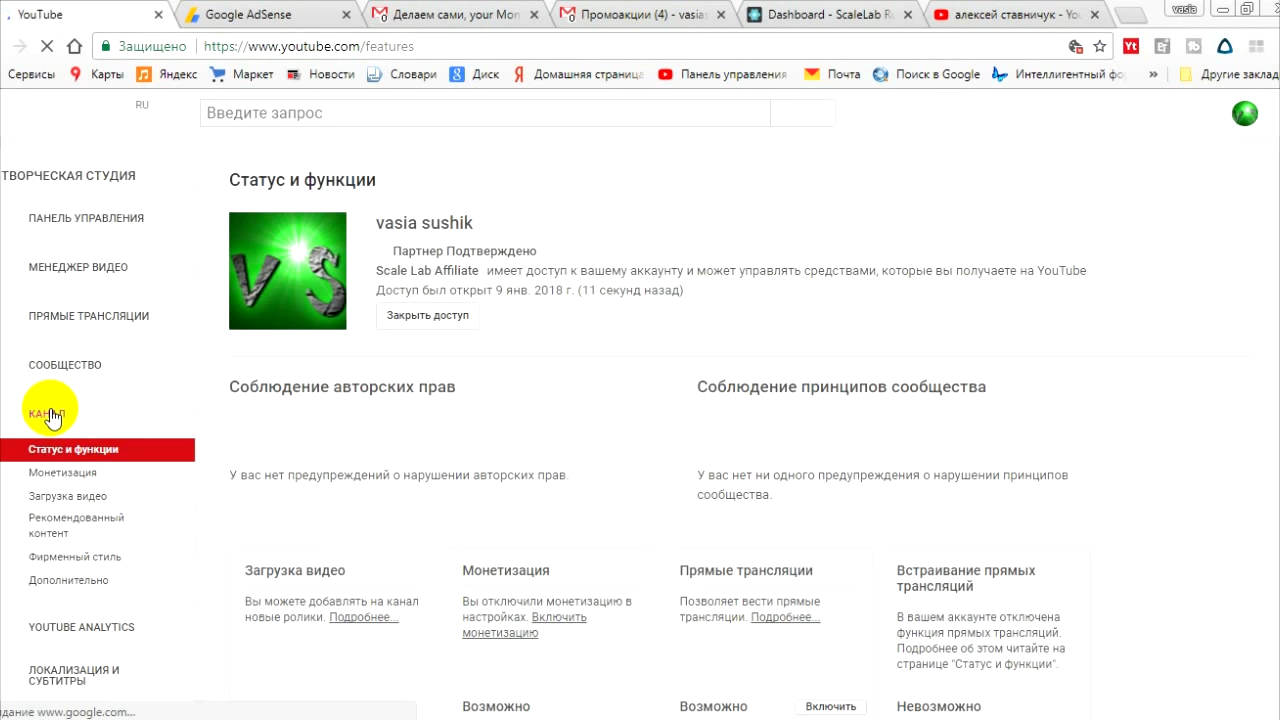 YouTube
Google AdSense
Делаем сами, your Mon
Промоакции (4) - vasia
Dashboard - ScaleLab
алексей ставничук - You
vasia
Защищено
https://www.youtube.com/features
Сервисы
Карты
Яндекс
Маркет
Новости
Словари
Диск
Домашняя страница
Панель управления
Почта
Поиск в Google
Интеллигентный фо
»
Другие заклад
RU
Введите запрос
ТВОРЧЕСКАЯ СТУДИЯ
ПАНЕЛЬ УПРАВЛЕНИЯ
МЕНЕДЖЕР ВИДЕО
ПРЯМЫЕ ТРАНСЛЯЦИИ
СООБЩЕСТВО
КАНАЛ
Статус и функции
Монетизация
Загрузка видео
Рекомендованный
контент
Фирменный стиль
Дополнительно
YOUTUBE ANALYTICS
ЛОКАЛИЗАЦИЯ И
СУБТИТРЫ
идание www.google.com...
Статус и функции
VS
vasia sushik
Партнер Подтверждено
Scale Lab Affiliate имеет доступ к вашему аккаунту и может управлять средствами, которые вы получаете на YouTube
Доступ был открыт 9 янв. 2018 г. (11 секунд назад)
Закрыть доступ
Соблюдение авторских прав
У вас нет предупреждений о нарушении авторских прав.
Соблюдение принципов сообщества
У вас нет ни одного предупреждения о нарушении принципов
сообщества.
Загрузка видео
Вы можете добавлять на канал
новые ролики. Подробнее...
Монетизация
Вы отключили монетизацию в
настройках. Включить
монетизацию
Прямые трансляции
Позволяет вести прямые
трансляции. Подробнее...
Встраивание прямых
трансляций
В вашем аккаунте отключена
функция прямых трансляций.
Подробнее об этом читайте на
странице "Статус и функции".
Возможно
Возможно
Включить
Невозможно